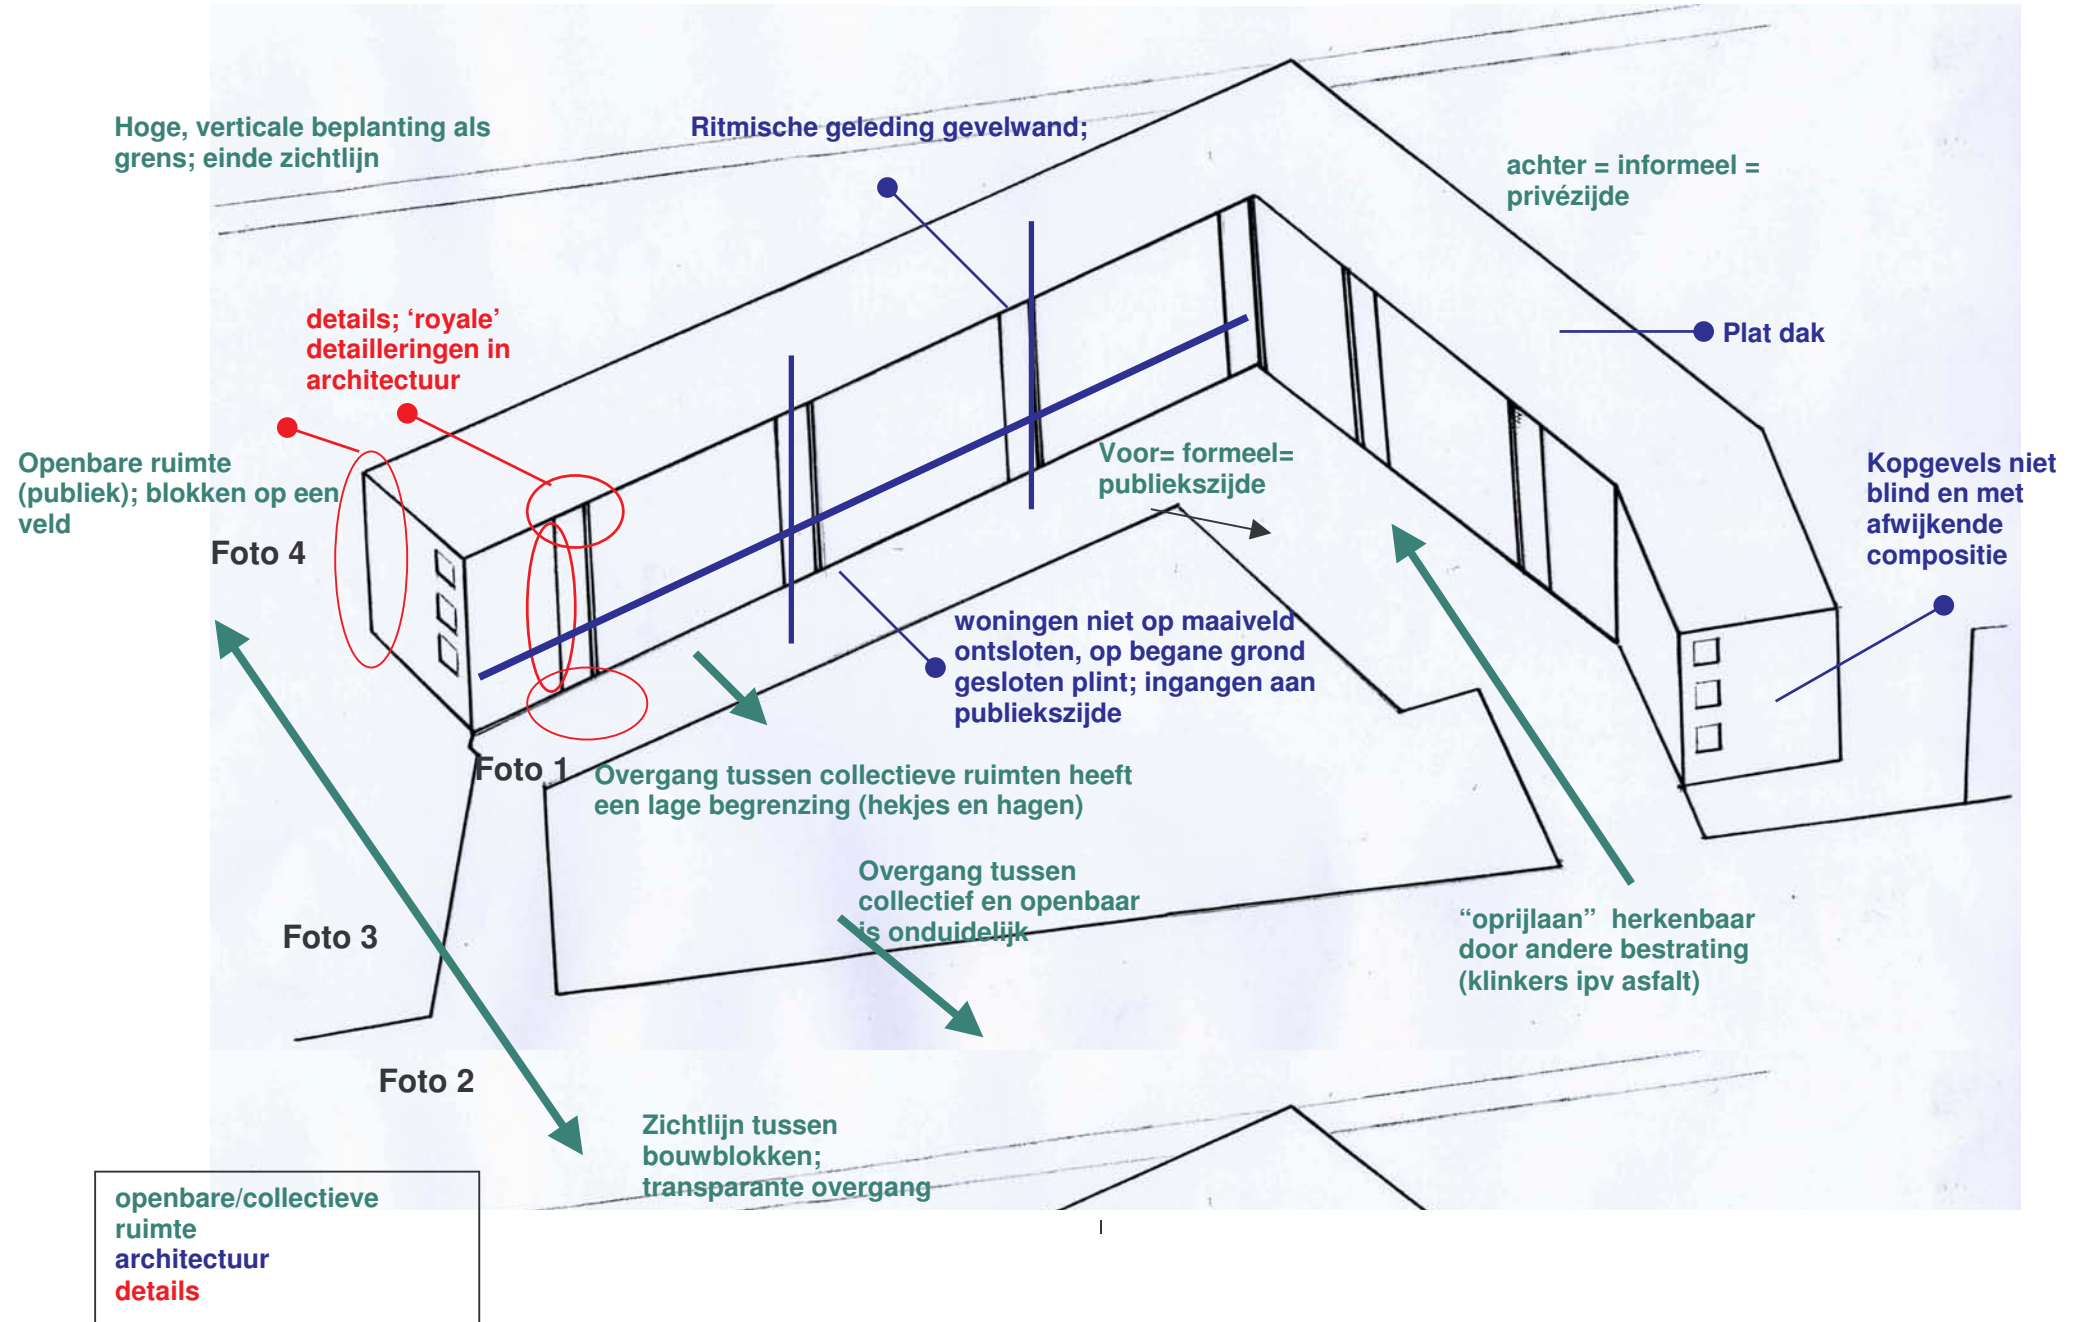 Hoge, verticale beplanting als
grens; einde zichtlijn
Ritmische geleding gevelwand;
achter = informeel =
privézijde
details; ‘royale’
detailleringen in
architectuur
Plat dak
Openbare ruimte
(publiek); blokken op een
veld
Voor= formeel=
publiekszijde
Kopgevels niet
blind en met
afwijkende
compositie
Foto 4
woningen niet op maaiveld
ontsloten, op begane grond
gesloten plint; ingangen aan
publiekszijde
Foto 1
Overgang tussen collectieve ruimten heeft
een lage begrenzing (hekjes en hagen)
Overgang tussen
collectief en openbaar
is onduidelijk
“oprijlaan” herkenbaar
door andere bestrating
(klinkers ipv asfalt)
Foto 3
Foto 2
Zichtlijn tussen
bouwblokken;
transparante overgang
openbare/collectieve
ruimte
architectuur
details